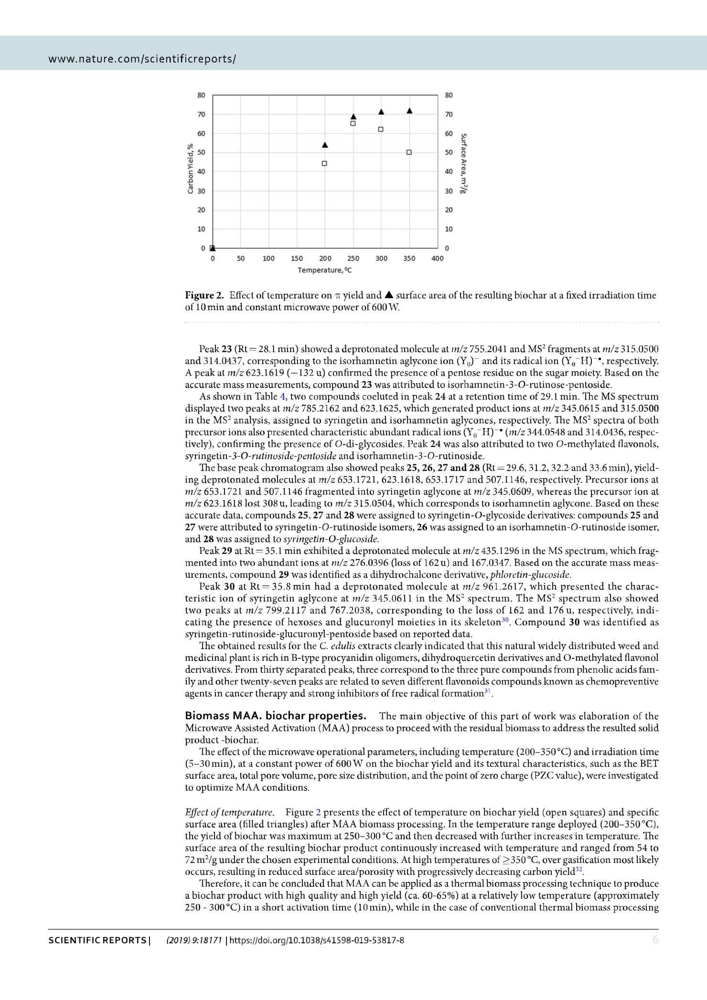 www.nature.com/scientificreports/
80
70
60
50
40
30
20
10
0
Carbon Yield, %
80
70
60
50
40
30
20
10
0
Surface Area, m²/g
0 50 100 150 200 250 300 350 400
Temperature, ⁰C
Figure 2. Effect of temperature on π yield and ▲ surface area of the resulting biochar at a fixed irradiation time
of 10 min and constant microwave power of 600 W.
Peak 23 (Rt = 28.1 min) showed a deprotonated molecule at m/z 755.2041 and MS² fragments at m/z 315.0500
and 314.0437, corresponding to the isorhamnetin aglycone ion (Y₀)⁻ and its radical ion (Y₀⁻H)⁻•, respectively.
A peak at m/z 623.1619 (−132 u) confirmed the presence of a pentose residue on the sugar moiety. Based on the
accurate mass measurements, compound 23 was attributed to isorhamnetin-3-O-rutinose-pentoside.
As shown in Table 4, two compounds coeluted in peak 24 at a retention time of 29.1 min. The MS spectrum
displayed two peaks at m/z 785.2162 and 623.1625, which generated product ions at m/z 345.0615 and 315.0500
in the MS² analysis, assigned to syringetin and isorhamnetin aglycones, respectively. The MS² spectra of both
precursor ions also presented characteristic abundant radical ions (Y₀⁻H)⁻• (m/z 344.0548 and 314.0436, respec-
tively), confirming the presence of O-di-glycosides. Peak 24 was also attributed to two O-methylated flavonols,
syringetin-3-O-rutinoside-pentoside and isorhamnetin-3-O-rutinoside.
The base peak chromatogram also showed peaks 25, 26, 27 and 28 (Rt = 29.6, 31.2, 32.2 and 33.6 min), yield-
ing deprotonated molecules at m/z 653.1721, 623.1618, 653.1717 and 507.1146, respectively. Precursor ions at
m/z 653.1721 and 507.1146 fragmented into syringetin aglycone at m/z 345.0609, whereas the precursor ion at
m/z 623.1618 lost 308 u, leading to m/z 315.0504, which corresponds to isorhamnetin aglycone. Based on these
accurate data, compounds 25, 27 and 28 were assigned to syringetin-O-glycoside derivatives: compounds 25 and
27 were attributed to syringetin-O-rutinoside isomers, 26 was assigned to an isorhamnetin-O-rutinoside isomer,
and 28 was assigned to syringetin-O-glucoside.
Peak 29 at Rt = 35.1 min exhibited a deprotonated molecule at m/z 435.1296 in the MS spectrum, which frag-
mented into two abundant ions at m/z 276.0396 (loss of 162 u) and 167.0347. Based on the accurate mass meas-
urements, compound 29 was identified as a dihydrochalcone derivative, phloretin-glucoside.
Peak 30 at Rt = 35.8 min had a deprotonated molecule at m/z 961.2617, which presented the charac-
teristic ion of syringetin aglycone at m/z 345.0611 in the MS² spectrum. The MS² spectrum also showed
two peaks at m/z 799.2117 and 767.2038, corresponding to the loss of 162 and 176 u, respectively, indi-
cating the presence of hexoses and glucuronyl moieties in its skeleton³⁰. Compound 30 was identified as
syringetin-rutinoside-glucuronyl-pentoside based on reported data.
The obtained results for the C. edulis extracts clearly indicated that this natural widely distributed weed and
medicinal plant is rich in B-type procyanidin oligomers, dihydroquercetin derivatives and O-methylated flavonol
derivatives. From thirty separated peaks, three correspond to the three pure compounds from phenolic acids fam-
ily and other twenty-seven peaks are related to seven different flavonoids compounds known as chemopreventive
agents in cancer therapy and strong inhibitors of free radical formation³¹.
Biomass MAA. biochar properties. The main objective of this part of work was elaboration of the
Microwave Assisted Activation (MAA) process to proceed with the residual biomass to address the resulted solid
product -biochar.
The effect of the microwave operational parameters, including temperature (200–350 °C) and irradiation time
(5–30 min), at a constant power of 600 W on the biochar yield and its textural characteristics, such as the BET
surface area, total pore volume, pore size distribution, and the point of zero charge (PZC value), were investigated
to optimize MAA conditions.
Effect of temperature. Figure 2 presents the effect of temperature on biochar yield (open squares) and specific
surface area (filled triangles) after MAA biomass processing. In the temperature range deployed (200–350 °C),
the yield of biochar was maximum at 250–300 °C and then decreased with further increases in temperature. The
surface area of the resulting biochar product continuously increased with temperature and ranged from 54 to
72 m²/g under the chosen experimental conditions. At high temperatures of ≥350 °C, over gasification most likely
occurs, resulting in reduced surface area/porosity with progressively decreasing carbon yield³².
Therefore, it can be concluded that MAA can be applied as a thermal biomass processing technique to produce
a biochar product with high quality and high yield (ca. 60-65%) at a relatively low temperature (approximately
250 - 300 °C) in a short activation time (10 min), while in the case of conventional thermal biomass processing
SCIENTIFIC REPORTS | (2019) 9:18171 | https://doi.org/10.1038/s41598-019-53817-8 6